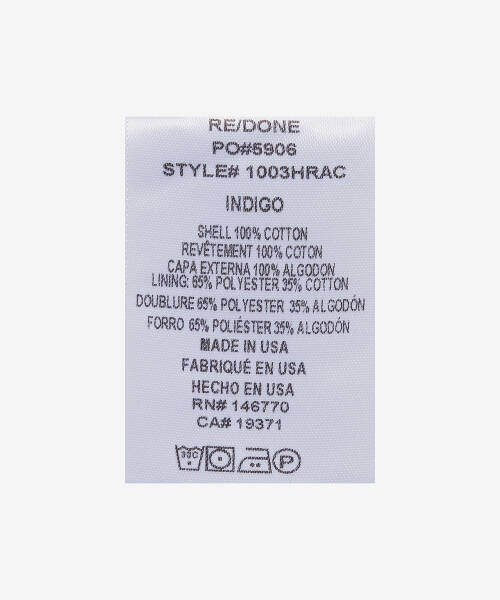 RE/DONE
PO#5906
STYLE# 1003HRAC
INDIGO
SHELL 100% COTTON
REVÊTEMENT 100% COTON
CAPA EXTERNA 100% ALGODON
LINING: 65% POLYESTER 35% COTTON
DOUBLURE 65% POLYESTER 35% ALGODÓN
FORRO 65% POLIÉSTER 35% ALGODÓN
MADE IN USA
FABRIQUÉ EN USA
HECHO EN USA
RN# 146770
CA# 19371
30C P